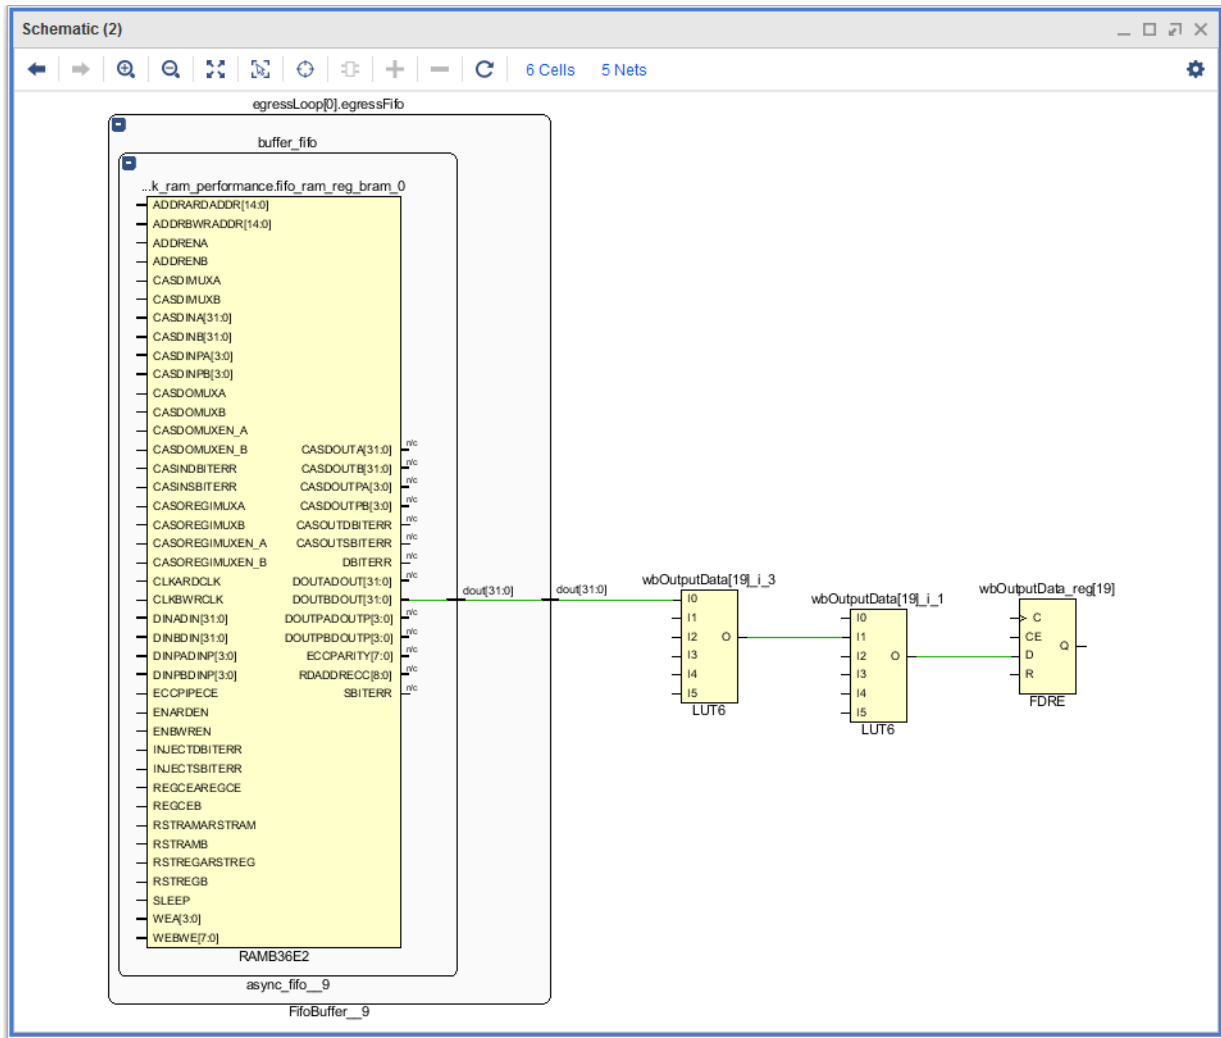 Schematic (2)
6 Cells 5 Nets
egressLoop[0].egressFifo
buffer_fifo
...k_ram_performance.fifo_ram_reg_bram_0
ADDRARDADDR[14:0]
ADDRBWRADDR[14:0]
ADDRENA
ADDRENB
CASDIMUXA
CASDIMUXB
CASDINA[31:0]
CASDINB[31:0]
CASDINPA[3:0]
CASDINPB[3:0]
CASDOMUXA
CASDOMUXB
CASDOMUXEN_A
CASDOMUXEN_B CASDOUTA[31:0] n/c
CASINDBITERR CASDOUTB[31:0] n/c
CASINSBITERR CASDOUTPA[3:0] n/c
CASOREGIMUXA CASDOUTPB[3:0] n/c
CASOREGIMUXB CASOUTDBITERR n/c
CASOREGIMUXEN_A CASOUTSBITERR n/c
CASOREGIMUXEN_B DBITERR n/c
CLKARDCLK DOUTADOUT[31:0] n/c
CLKBWRCLK DOUTBDOUT[31:0] dout[31:0] dout[31:0]
DINADIN[31:0] DOUTPADOUTP[3:0] n/c
DINBDIN[31:0] DOUTPBDOUTP[3:0] n/c
DINPADINP[3:0] ECCPARITY[7:0] n/c
DINPBDINP[3:0] RDADDRECC[8:0] n/c
ECCPIPECE SBITERR n/c
ENARDEN
ENBWREN
INJECTDBITERR
INJECTSBITERR
REGCEAREGCE
REGCEB
RSTRAMARSTRAM
RSTRAMB
RSTREGARSTREG
RSTREGB
SLEEP
WEA[3:0]
WEBWE[7:0]
RAMB36E2
async_fifo__9
FifoBuffer__9
wbOutputData[19]_i_3
I0
I1
I2 O
I3
I4
I5
LUT6
wbOutputData[19]_i_1
I0
I1
I2 O
I3
I4
I5
LUT6
wbOutputData_reg[19]
C
CE Q
D
R
FDRE